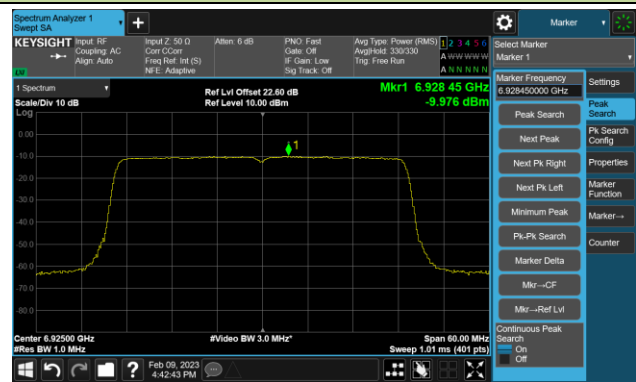 Spectrum Analyzer 1
Swept SA
Marker
KEYSIGHT
Input: RF
Coupling: AC
Align: Auto
Input Z: 50 Ω
Corr CCorr
Freq Ref: Int (S)
NFE: Adaptive
Atten: 6 dB
PNO: Fast
Gate: Off
IF Gain: Low
Sig Track: Off
Avg Type: Power (RMS)
Avg|Hold: 330/330
Trig: Free Run
1 2 3 4 5 6
A W W W W W
A N N N N N
LVI
Select Marker
Marker 1
1 Spectrum
Scale/Div 10 dB
Log
Ref Lvl Offset 22.60 dB
Ref Level 10.00 dBm
Mkr1 6.928 45 GHz
-9.976 dBm
0.00
-10.0
-20.0
-30.0
-40.0
-50.0
-60.0
-70.0
-80.0
1
Center 6.92500 GHz
#Res BW 1.0 MHz
#Video BW 3.0 MHz*
Span 60.00 MHz
Sweep 1.01 ms (401 pts)
Marker Frequency
6.928450000 GHz
Peak Search
Next Peak
Next Pk Right
Next Pk Left
Minimum Peak
Pk-Pk Search
Marker Delta
Mkr→CF
Mkr→Ref Lvl
Continuous Peak
Search
On
Off
Settings
Peak
Search
Pk Search
Config
Properties
Marker
Function
Marker→
Counter
?
Feb 09, 2023
4:42:43 PM